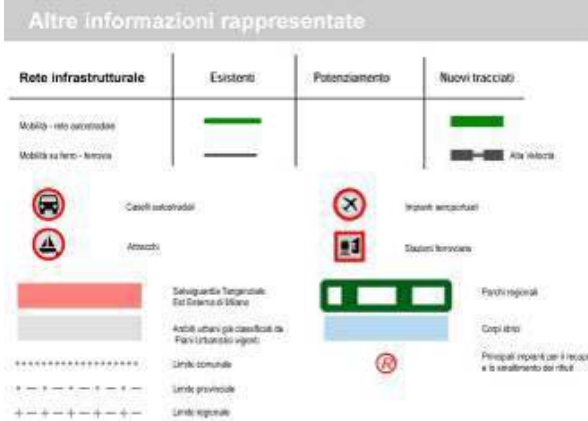 Altre informazioni rappresentate
Rete infrastrutturale Esistenti Potenziamento Nuovi tracciati
Mobilità - rete autostradale
Mobilità su ferro - ferrovia Alta Velocità
Caselli autostradali Impianti aeroportuali
Attracchi Stazioni ferroviarie
Salvaguardia Tangenziale
Est Esterna di Milano
Parchi regionali
Ambiti urbani già classificati da
Piani Urbanistici vigenti
Corpi idrici
Limite comunale
Principali impianti per il recupe
e lo smaltimento dei rifiuti
R
Limite provinciale
Limite regionale